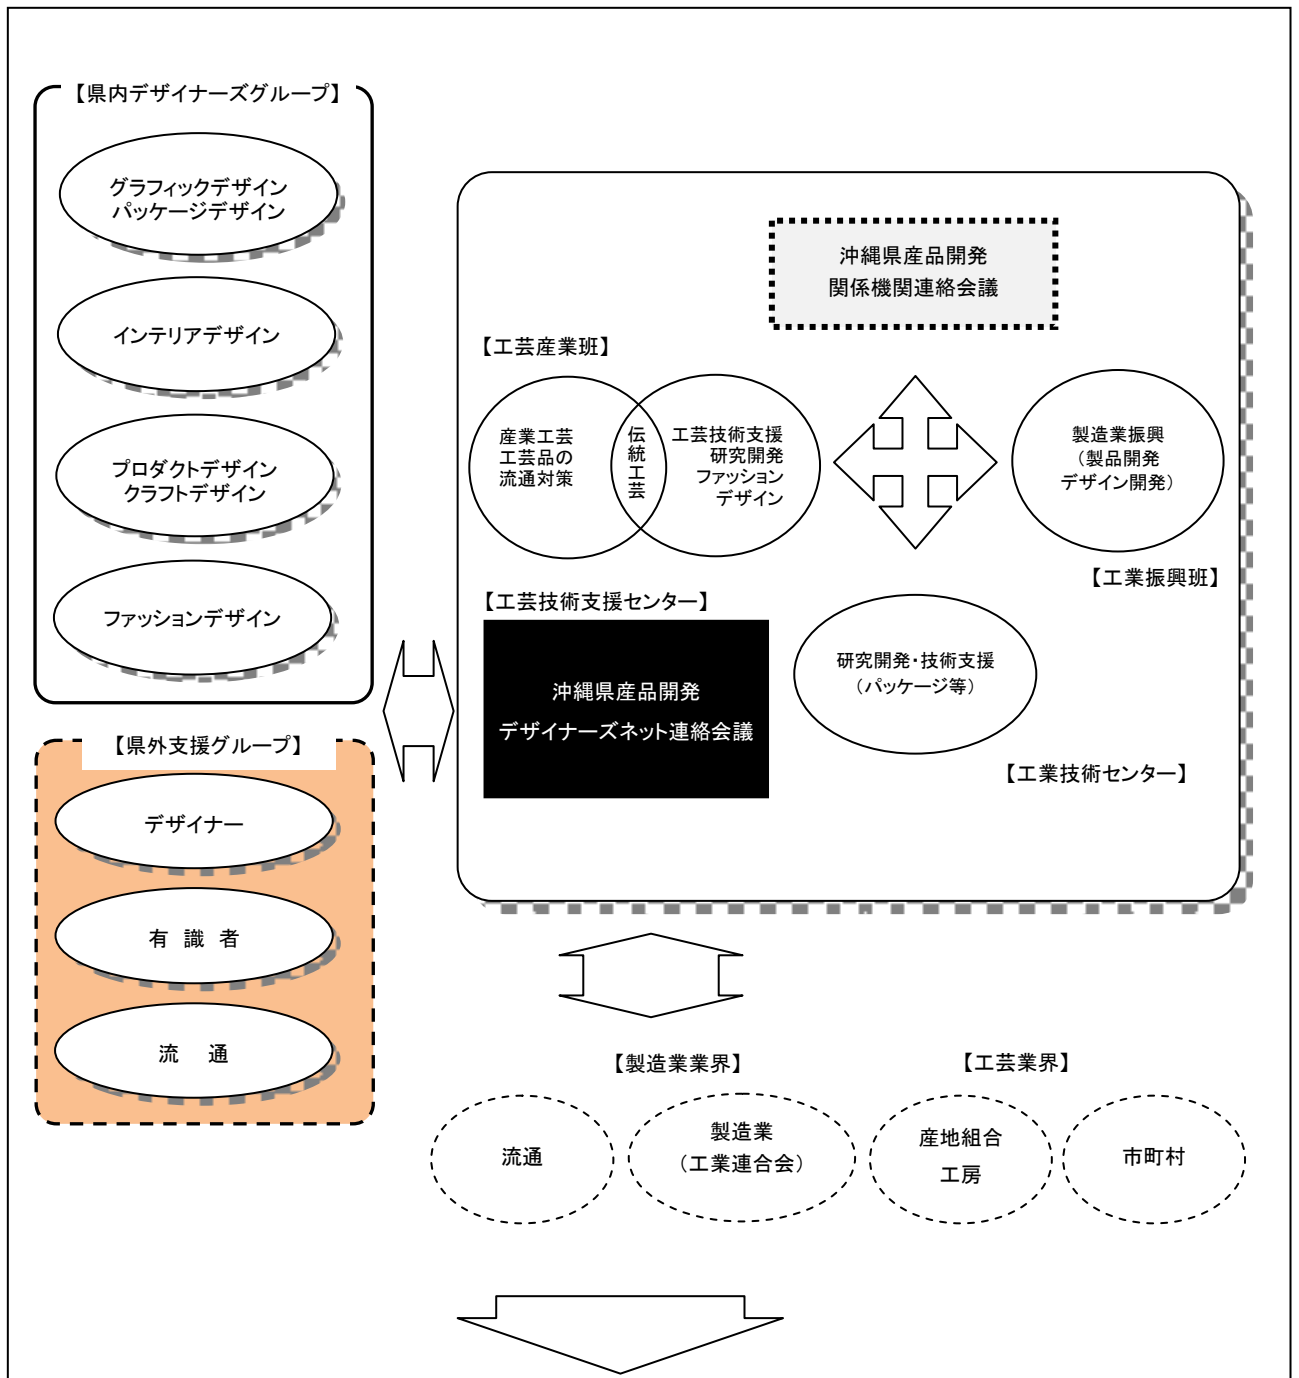 【県内デザイナーズグループ】
グラフィックデザイン
パッケージデザイン
インテリアデザイン
プロダクトデザイン
クラフトデザイン
ファッションデザイン
【県外支援グループ】
デザイナー
有 識 者
流 通
沖縄県産品開発
関係機関連絡会議
【工芸産業班】
産業工芸
工芸品の
流通対策
伝統工芸
工芸技術支援
研究開発
ファッション
デザイン
製造業振興
（製品開発
デザイン開発）
【工業振興班】
【工芸技術支援センター】
沖縄県産品開発
デザイナーズネット連絡会議
研究開発・技術支援
（パッケージ等）
【工業技術センター】
【製造業業界】
【工芸業界】
流通
製造業
（工業連合会）
産地組合
工房
市町村